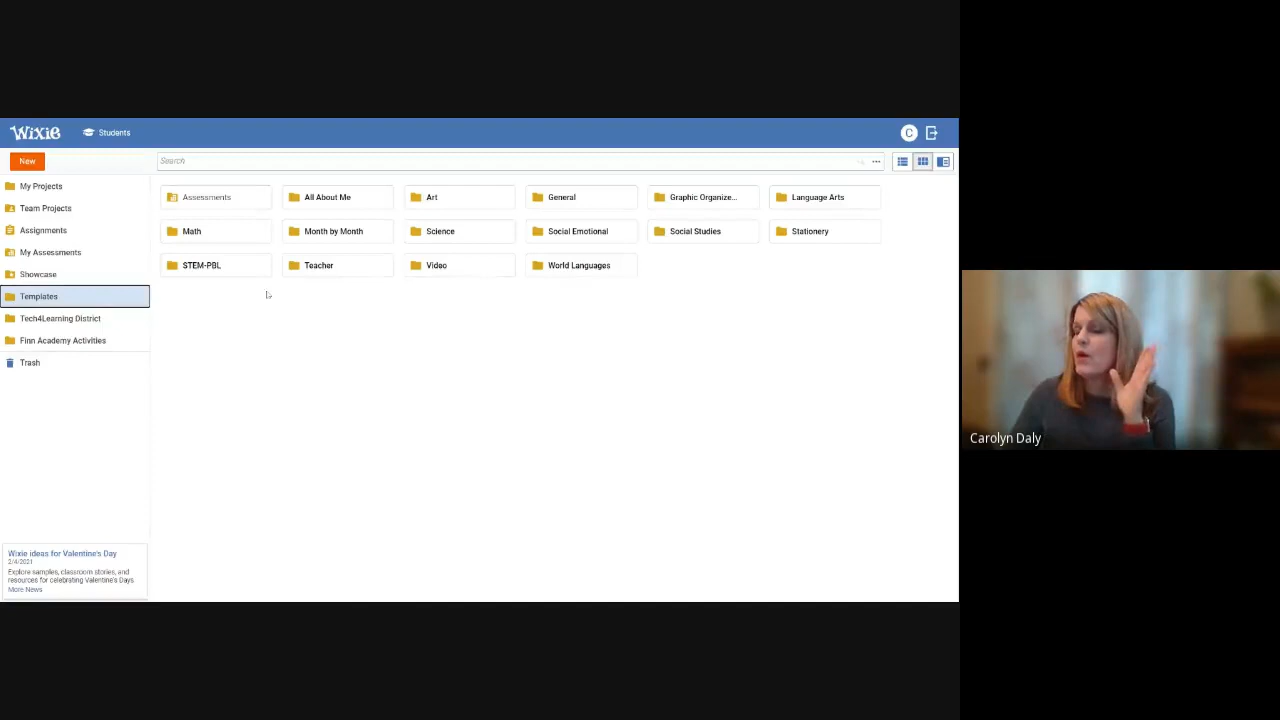 Wixie
Students
C
New
Search
...
My Projects
Team Projects
Assignments
My Assessments
Showcase
Templates
Tech4Learning District
Finn Academy Activities
Trash
Assessments
All About Me
Art
General
Graphic Organize...
Language Arts
Math
Month by Month
Science
Social Emotional
Social Studies
Stationery
STEM-PBL
Teacher
Video
World Languages
Wixie ideas for Valentine's Day
2/4/2021
Explore samples, classroom stories, and
resources for celebrating Valentine's Days
More News
Carolyn Daly